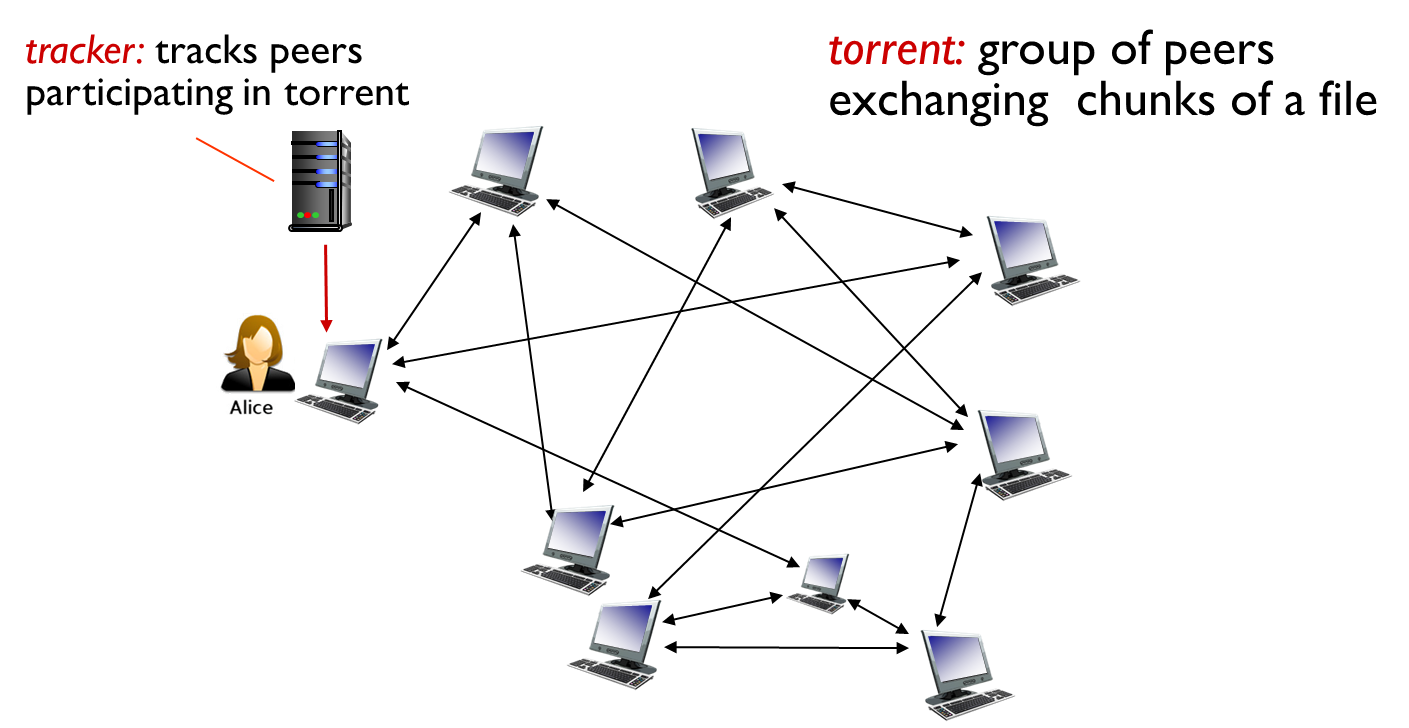 tracker: tracks peers
participating in torrent
torrent: group of peers
exchanging  chunks of a file
Alice